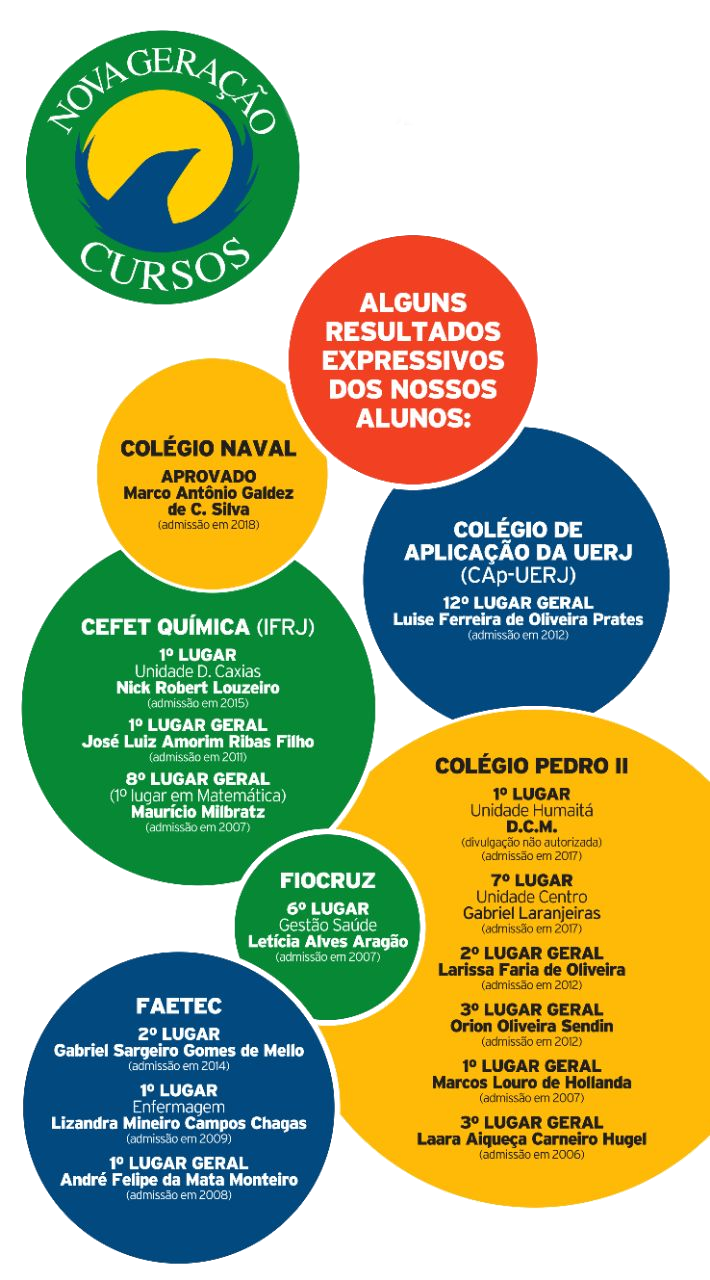 NOVA GERAÇÃO
CURSOS
ALGUNS
RESULTADOS
EXPRESSIVOS
DOS NOSSOS
ALUNOS:
COLÉGIO NAVAL
APROVADO
Marco Antônio Galdez
de C. Silva
(admissão em 2018)
COLÉGIO DE
APLICAÇÃO DA UERJ
(CAp-UERJ)
12º LUGAR GERAL
Luise Ferreira de Oliveira Prates
(admissão em 2012)
CEFET QUÍMICA (IFRJ)
1º LUGAR
Unidade D. Caxias
Nick Robert Louzeiro
(admissão em 2015)
1º LUGAR GERAL
José Luiz Amorim Ribas Filho
(admissão em 2011)
8º LUGAR GERAL
(1º lugar em Matemática)
Maurício Milbratz
(admissão em 2007)
COLÉGIO PEDRO II
1º LUGAR
Unidade Humaitá
D.C.M.
(divulgação não autorizada)
(admissão em 2017)
7º LUGAR
Unidade Centro
Gabriel Laranjeiras
(admissão em 2017)
2º LUGAR GERAL
Larissa Faria de Oliveira
(admissão em 2012)
3º LUGAR GERAL
Orion Oliveira Sendin
(admissão em 2012)
1º LUGAR GERAL
Marcos Louro de Hollanda
(admissão em 2007)
3º LUGAR GERAL
Laara Aiqueça Carneiro Hugel
(admissão em 2006)
FIOCRUZ
6º LUGAR
Gestão Saúde
Letícia Alves Aragão
(admissão em 2007)
FAETEC
2º LUGAR
Gabriel Sargeiro Gomes de Mello
(admissão em 2014)
1º LUGAR
Enfermagem
Lizandra Mineiro Campos Chagas
(admissão em 2009)
1º LUGAR GERAL
André Felipe da Mata Monteiro
(admissão em 2008)